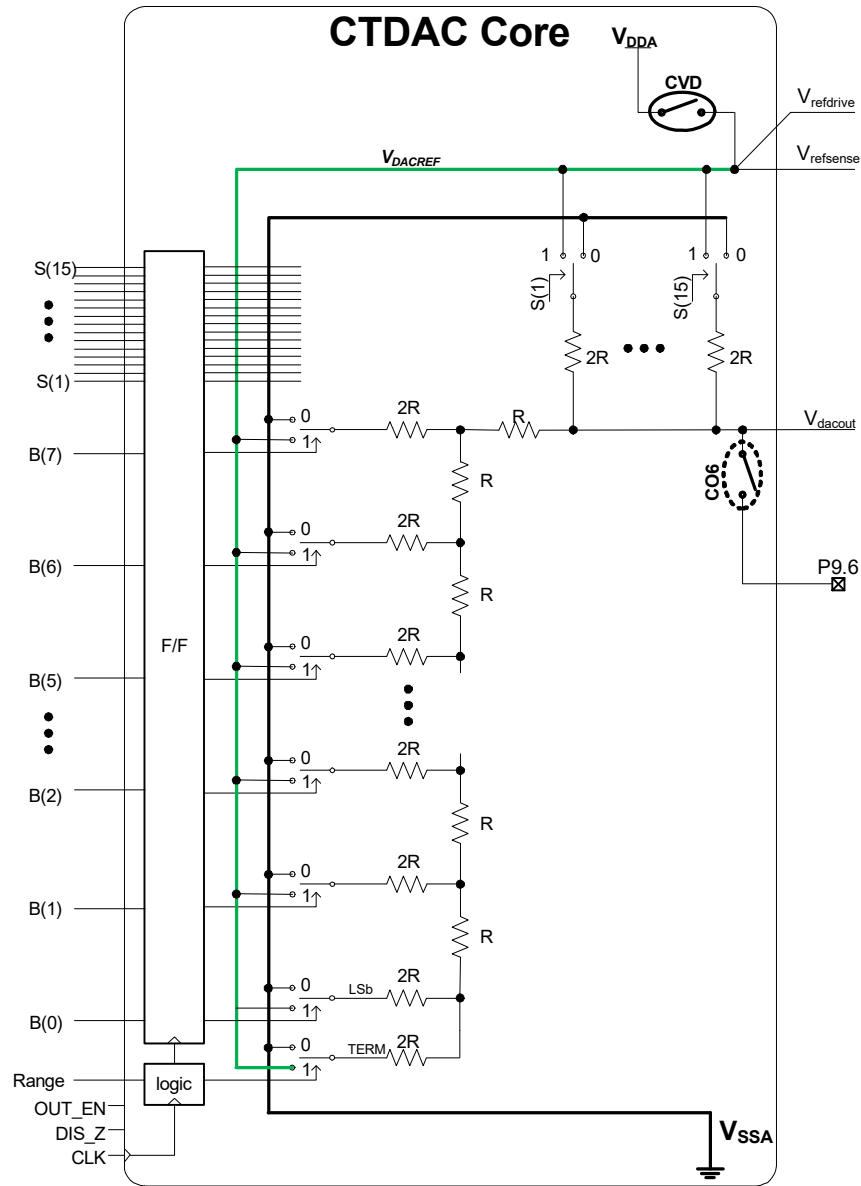 CTDAC Core
VDDA
CVD
Vrefdrive
VDACREF
Vrefsense
S(15)
1 0 1 0
S(1) S(15)
2R 2R
S(1)
0 2R R
Vdacout
B(7) 1
R
CO6
0 2R
B(6) 1
P9.6
R
F/F
0 2R
B(5) 1
0 2R
B(2) 1
R
0 2R
B(1) 1
R
0 LSb 2R
B(0) 1
0 TERM 2R
Range logic 1
OUT_EN
VSSA
DIS_Z
CLK